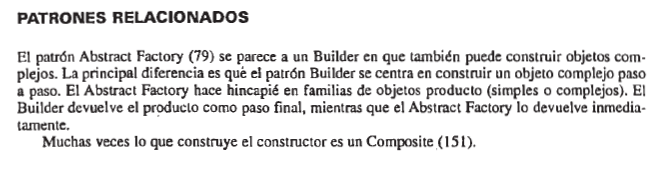 PATRONES RELACIONADOS
El patrón Abstract Factory (79) se parece a un Builder en que también puede construir objetos com-
plejos. La principal diferencia es qué el patrón Builder se centra en construir un objeto complejo paso
a paso. El Abstract Factory hace hincapié en familias de objetos producto (simples o complejos). El
Builder devuelve el producto como paso final, mientras que el Abstract Factory lo devuelve inmedia-
tamente.
Muchas veces lo que construye el constructor es un Composite (151).